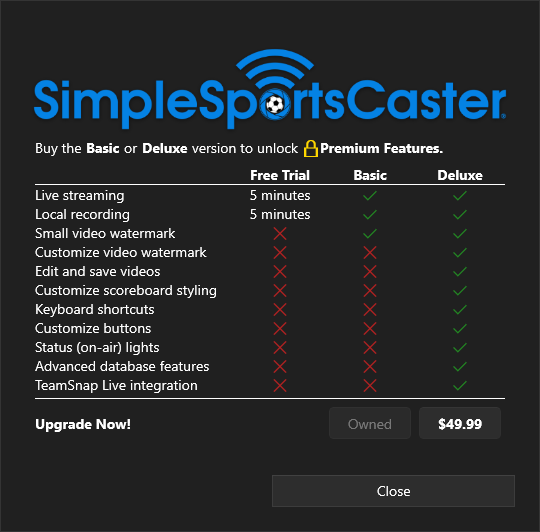 SimpleSportsCaster®
Buy the Basic or Deluxe version to unlock Premium Features.
Free Trial Basic Deluxe
Live streaming 5 minutes
Local recording 5 minutes
Small video watermark
Customize video watermark
Edit and save videos
Customize scoreboard styling
Keyboard shortcuts
Customize buttons
Status (on-air) lights
Advanced database features
TeamSnap Live integration
Upgrade Now! Owned $49.99
Close